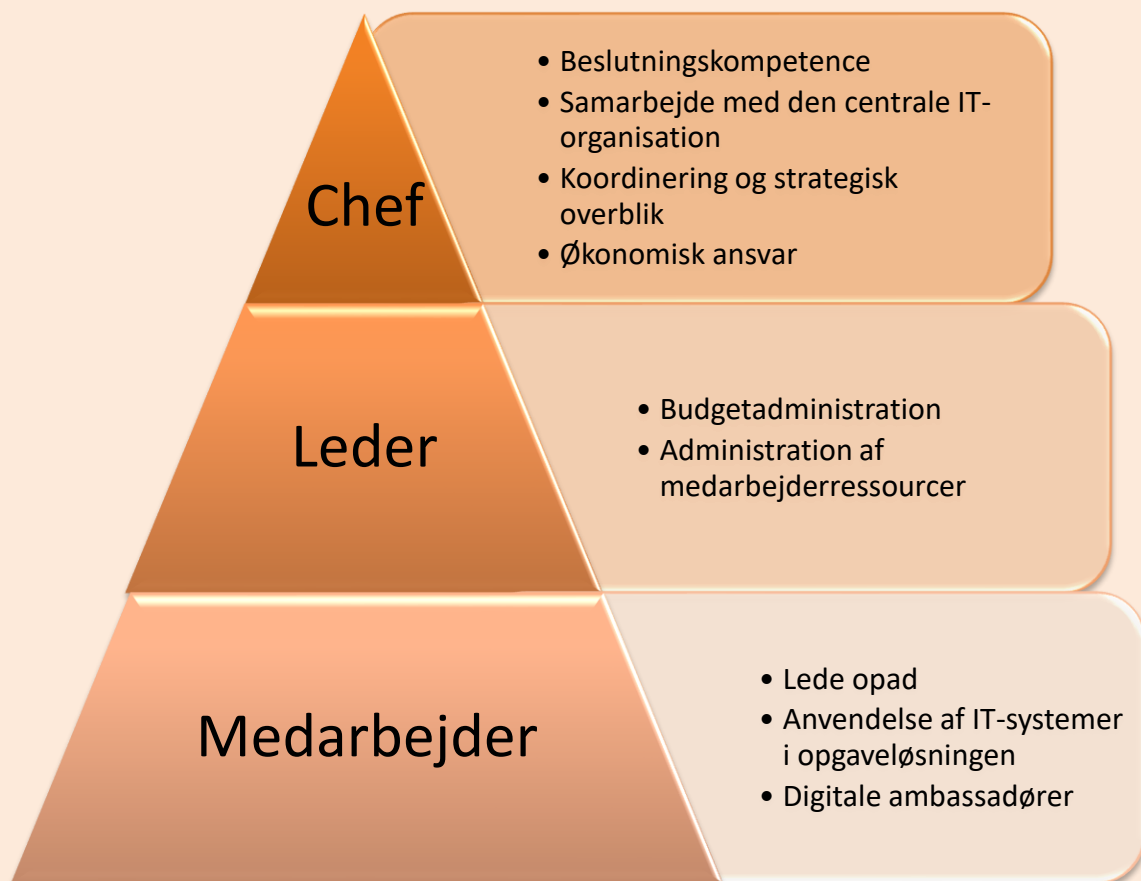 Chef
• Beslutningskompetence
• Samarbejde med den centrale IT-
organisation
• Koordinering og strategisk
overblik
• Økonomisk ansvar
Leder
• Budgetadministration
• Administration af
medarbejderressourcer
Medarbejder
• Lede opad
• Anvendelse af IT-systemer
i opgaveløsningen
• Digitale ambassadører